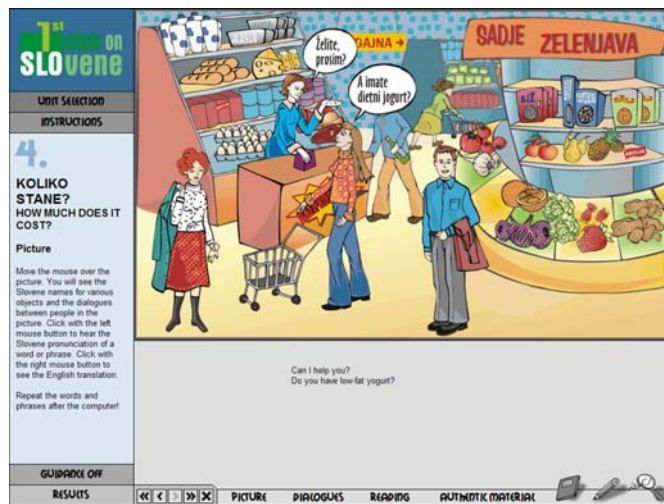 1st on
SLOvene
UNIT SELECTION
INSTRUCTIONS
4.
KOLIKO
STANE?
HOW MUCH DOES IT
COST?
Picture
Move the mouse over the
picture. You will see the
Slovene names for various
objects and the dialogues
between people in the
picture. Click with the left
mouse button to hear the
Slovene pronunciation of a
word or phrase. Click with
the right mouse button to
see the English translation.
Repeat the words and
phrases after the computer!
GUIDANCE OFF
RESULTS
Želite,
prosim?
GAJNA →
A imate
dietni jogurt?
SADJE ZELENJAVA
Can I help you?
Do you have low-fat yogurt?
PICTURE DIALOGUES READING AUTHENTIC MATERIAL